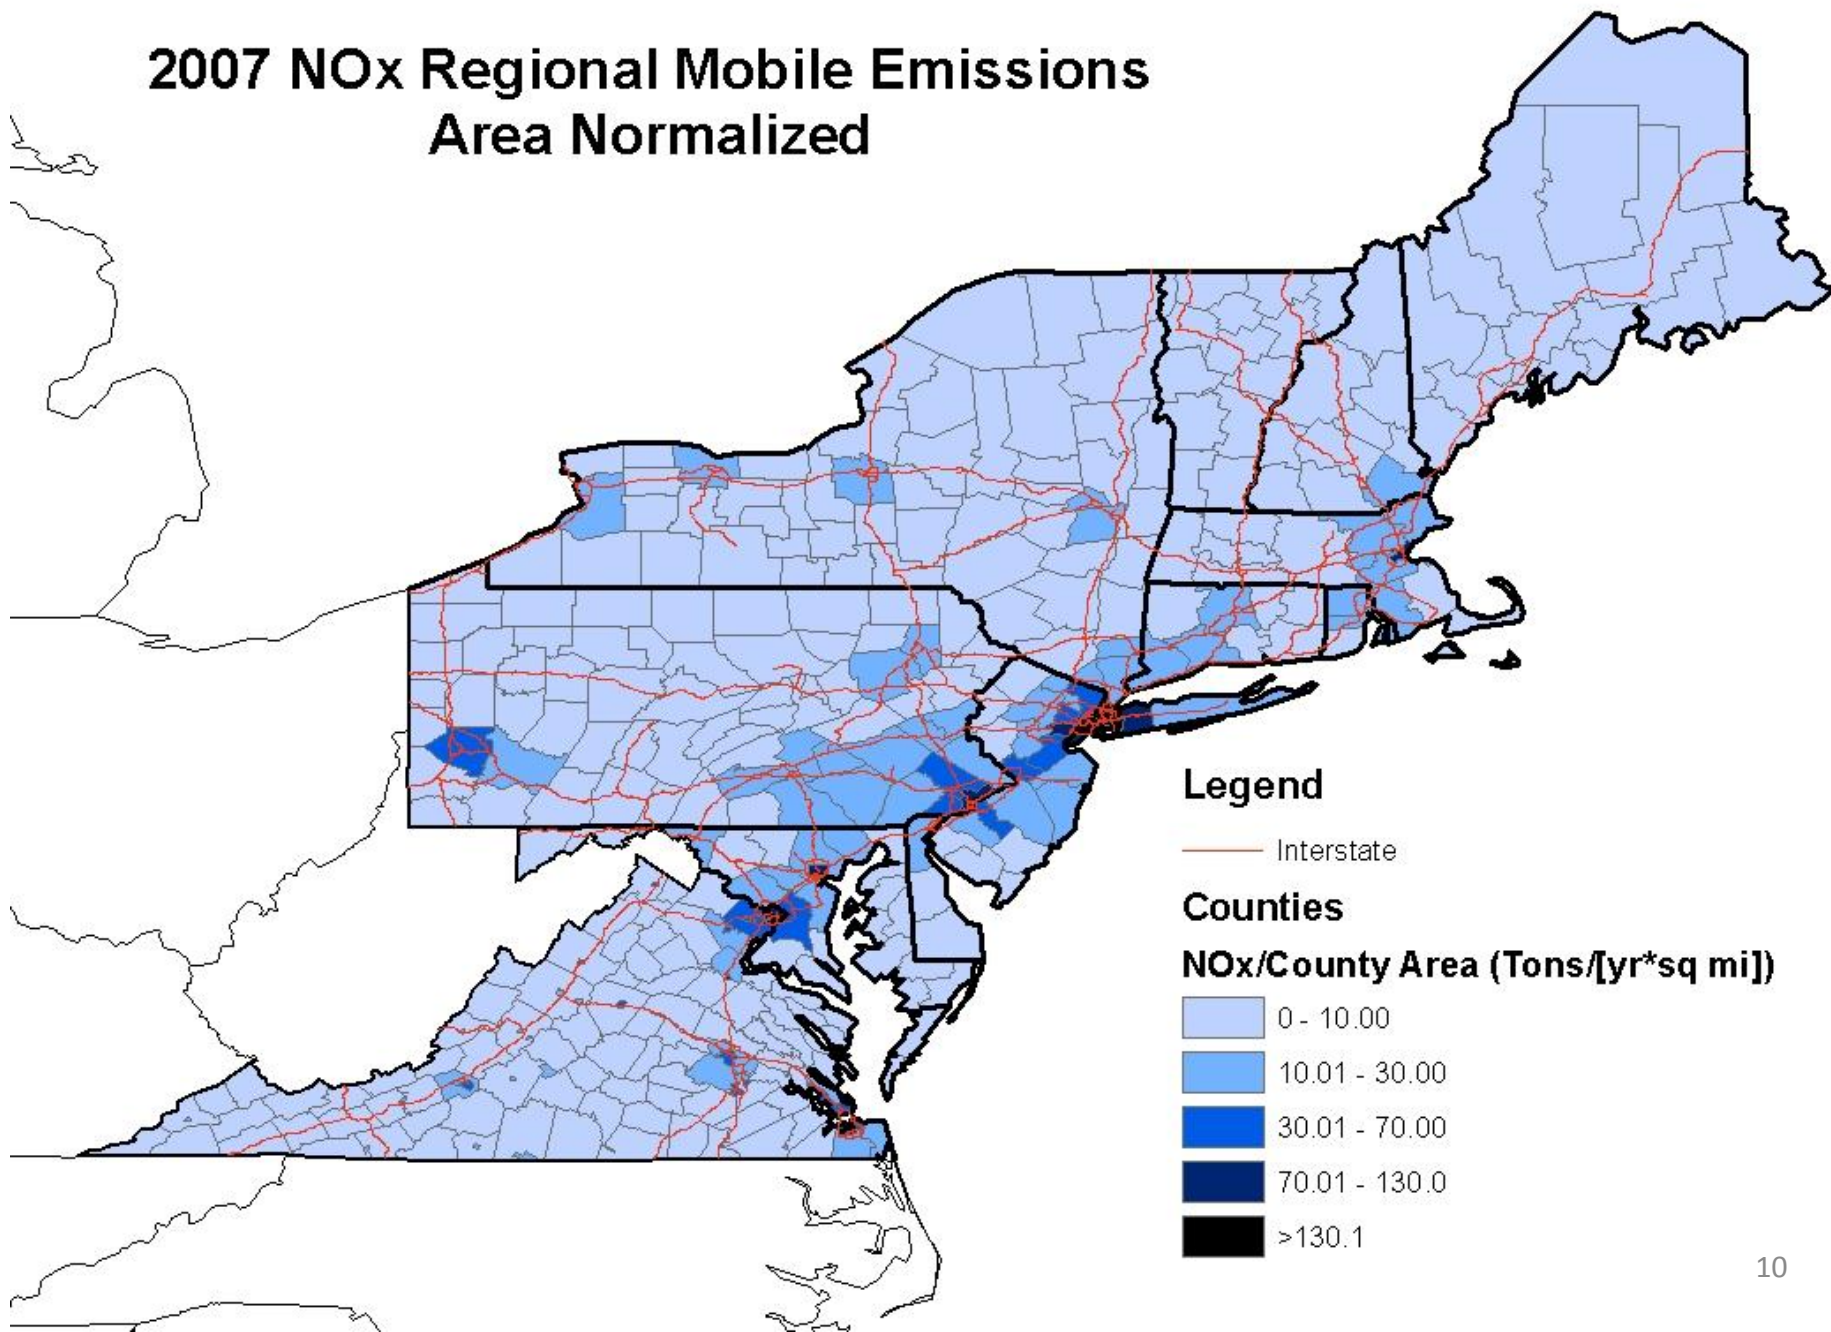 2007 NOx Regional Mobile Emissions
Area Normalized
Legend
Interstate
Counties
NOx/County Area (Tons/[yr*sq mi])
0 - 10.00
10.01 - 30.00
30.01 - 70.00
70.01 - 130.0
>130.1
10